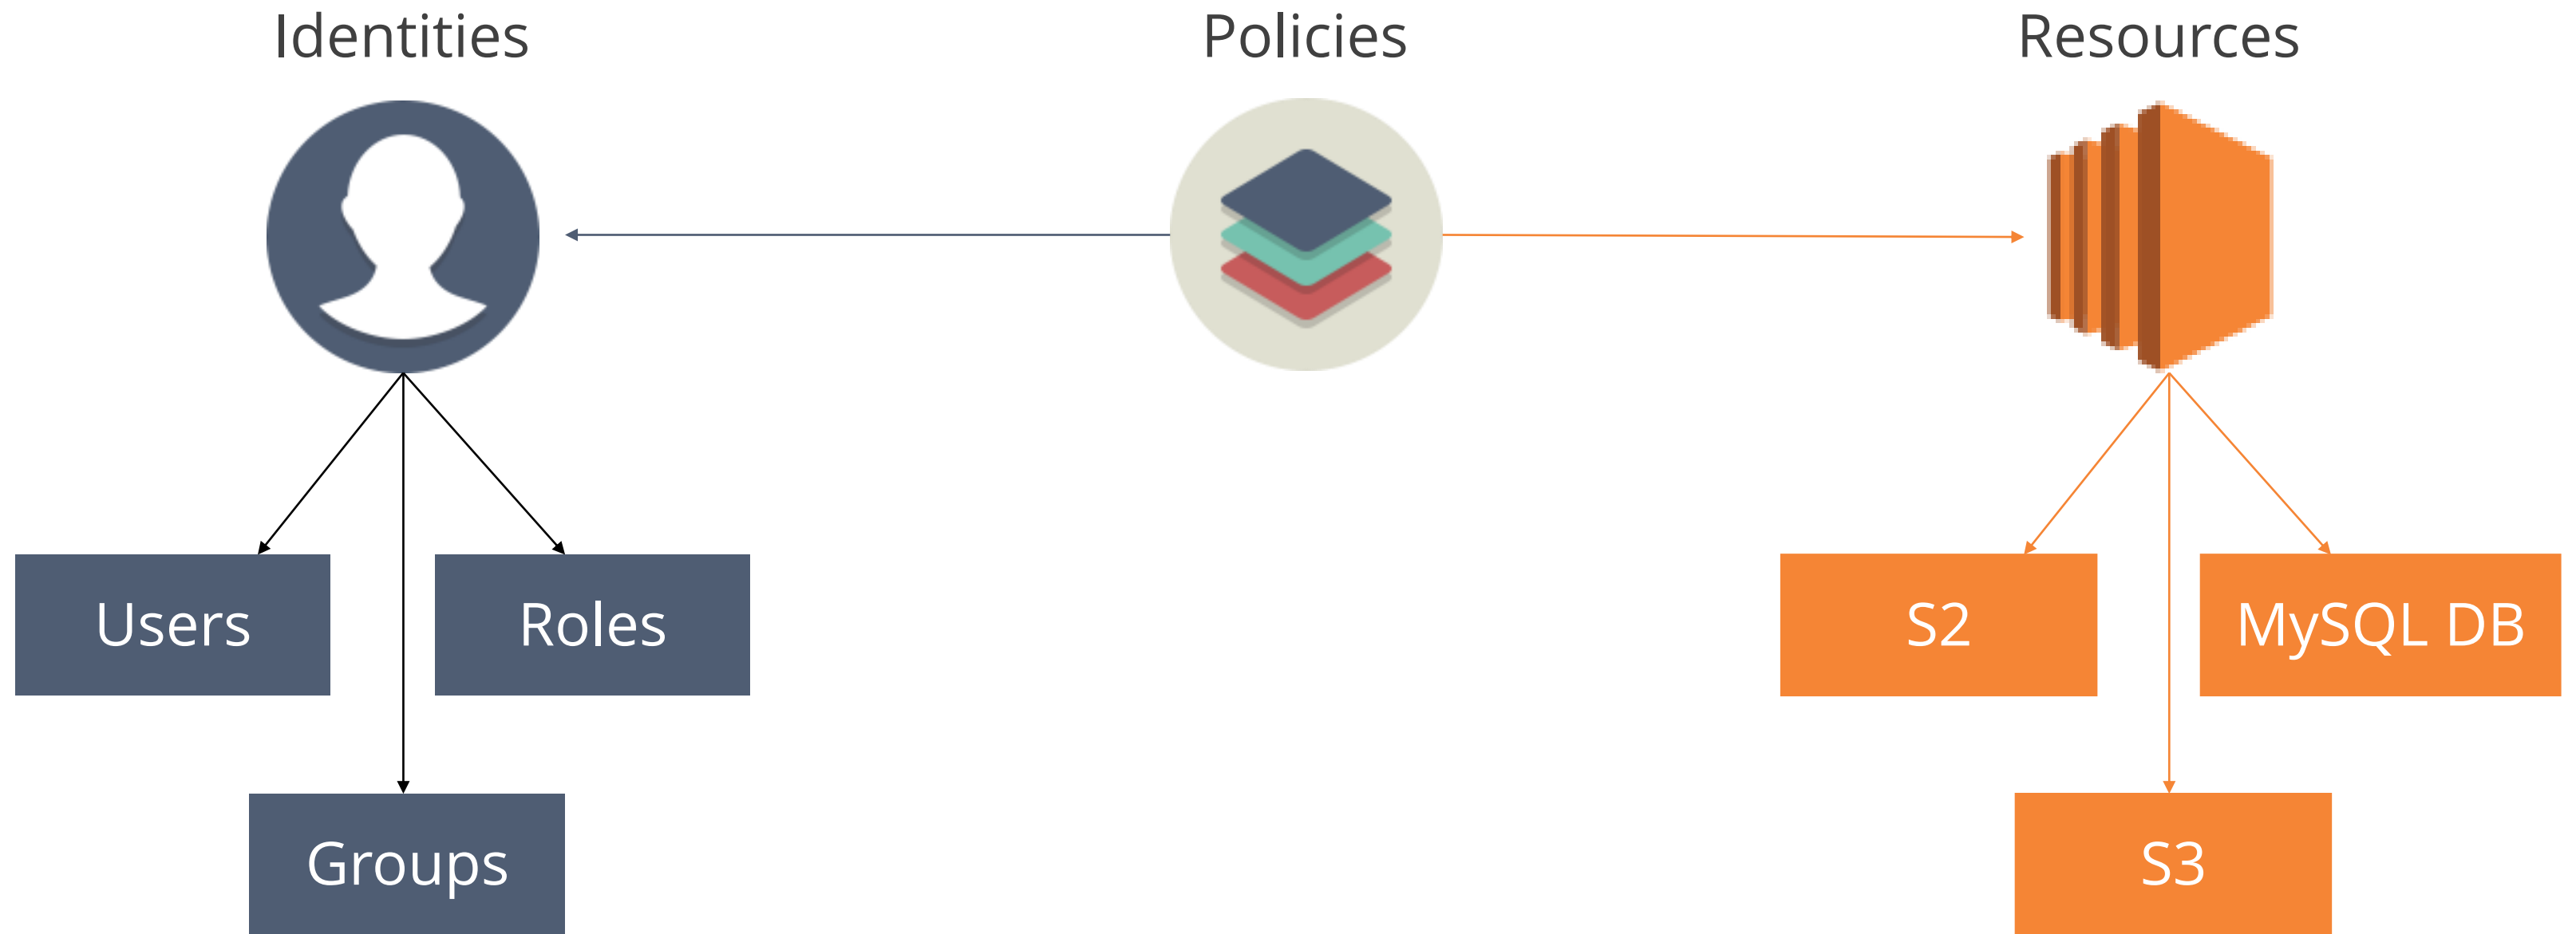 Identities
Policies
Resources
Users
Roles
Groups
S2
MySQL DB
S3